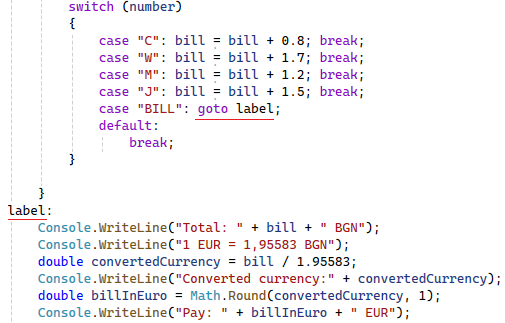 switch (number)
{
case "C": bill = bill + 0.8; break;
case "W": bill = bill + 1.7; break;
case "M": bill = bill + 1.2; break;
case "J": bill = bill + 1.5; break;
case "BILL": goto label;
default:
break;
}
}
label:
Console.WriteLine("Total: " + bill + " BGN");
Console.WriteLine("1 EUR = 1,95583 BGN");
double convertedCurrency = bill / 1.95583;
Console.WriteLine("Converted currency:" + convertedCurrency);
double billInEuro = Math.Round(convertedCurrency, 1);
Console.WriteLine("Pay: " + billInEuro + " EUR");